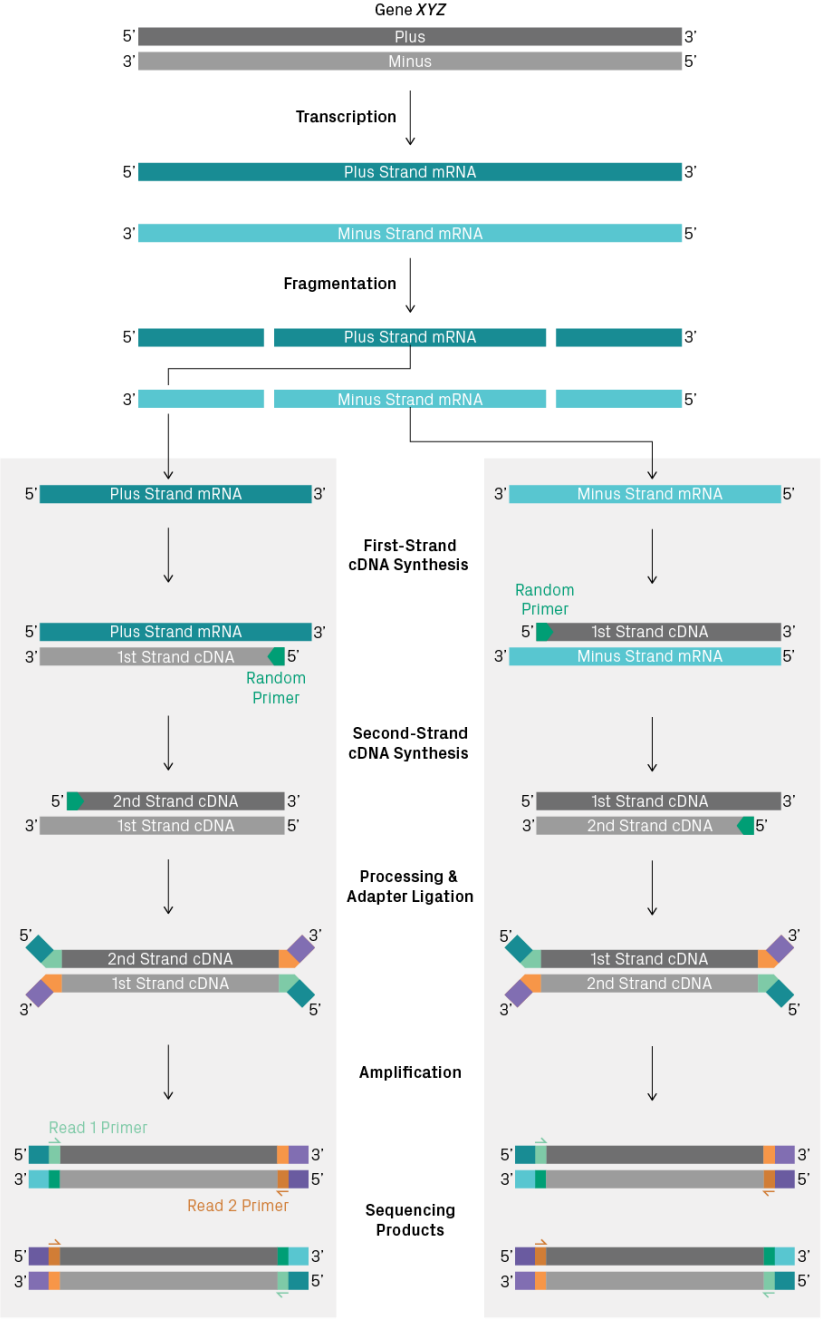 Gene XYZ
5’ Plus 3’
3’ Minus 5’
Transcription
5’ Plus Strand mRNA 3’
3’ Minus Strand mRNA 5’
Fragmentation
5’ Plus Strand mRNA 3’
3’ Minus Strand mRNA 5’
5’ Plus Strand mRNA 3’
3’ Minus Strand mRNA 5’
First-Strand
cDNA Synthesis
Random
Primer
5’ Plus Strand mRNA 3’
5’ 1st Strand cDNA 3’
3’ 1st Strand cDNA 5’
3’ Minus Strand mRNA 5’
Random
Primer
Second-Strand
cDNA Synthesis
5’ 2nd Strand cDNA 3’
5’ 1st Strand cDNA 3’
3’ 1st Strand cDNA 5’
3’ 2nd Strand cDNA 5’
Processing &
Adapter Ligation
5’ 2nd Strand cDNA 3’
5’ 1st Strand cDNA 3’
3’ 1st Strand cDNA 5’
3’ 2nd Strand cDNA 5’
Amplification
Read 1 Primer
5’ 3’
5’ 3’
3’ 5’
3’ 5’
Read 2 Primer
Sequencing
Products
5’ 3’
5’ 3’
3’ 5’
3’ 5’